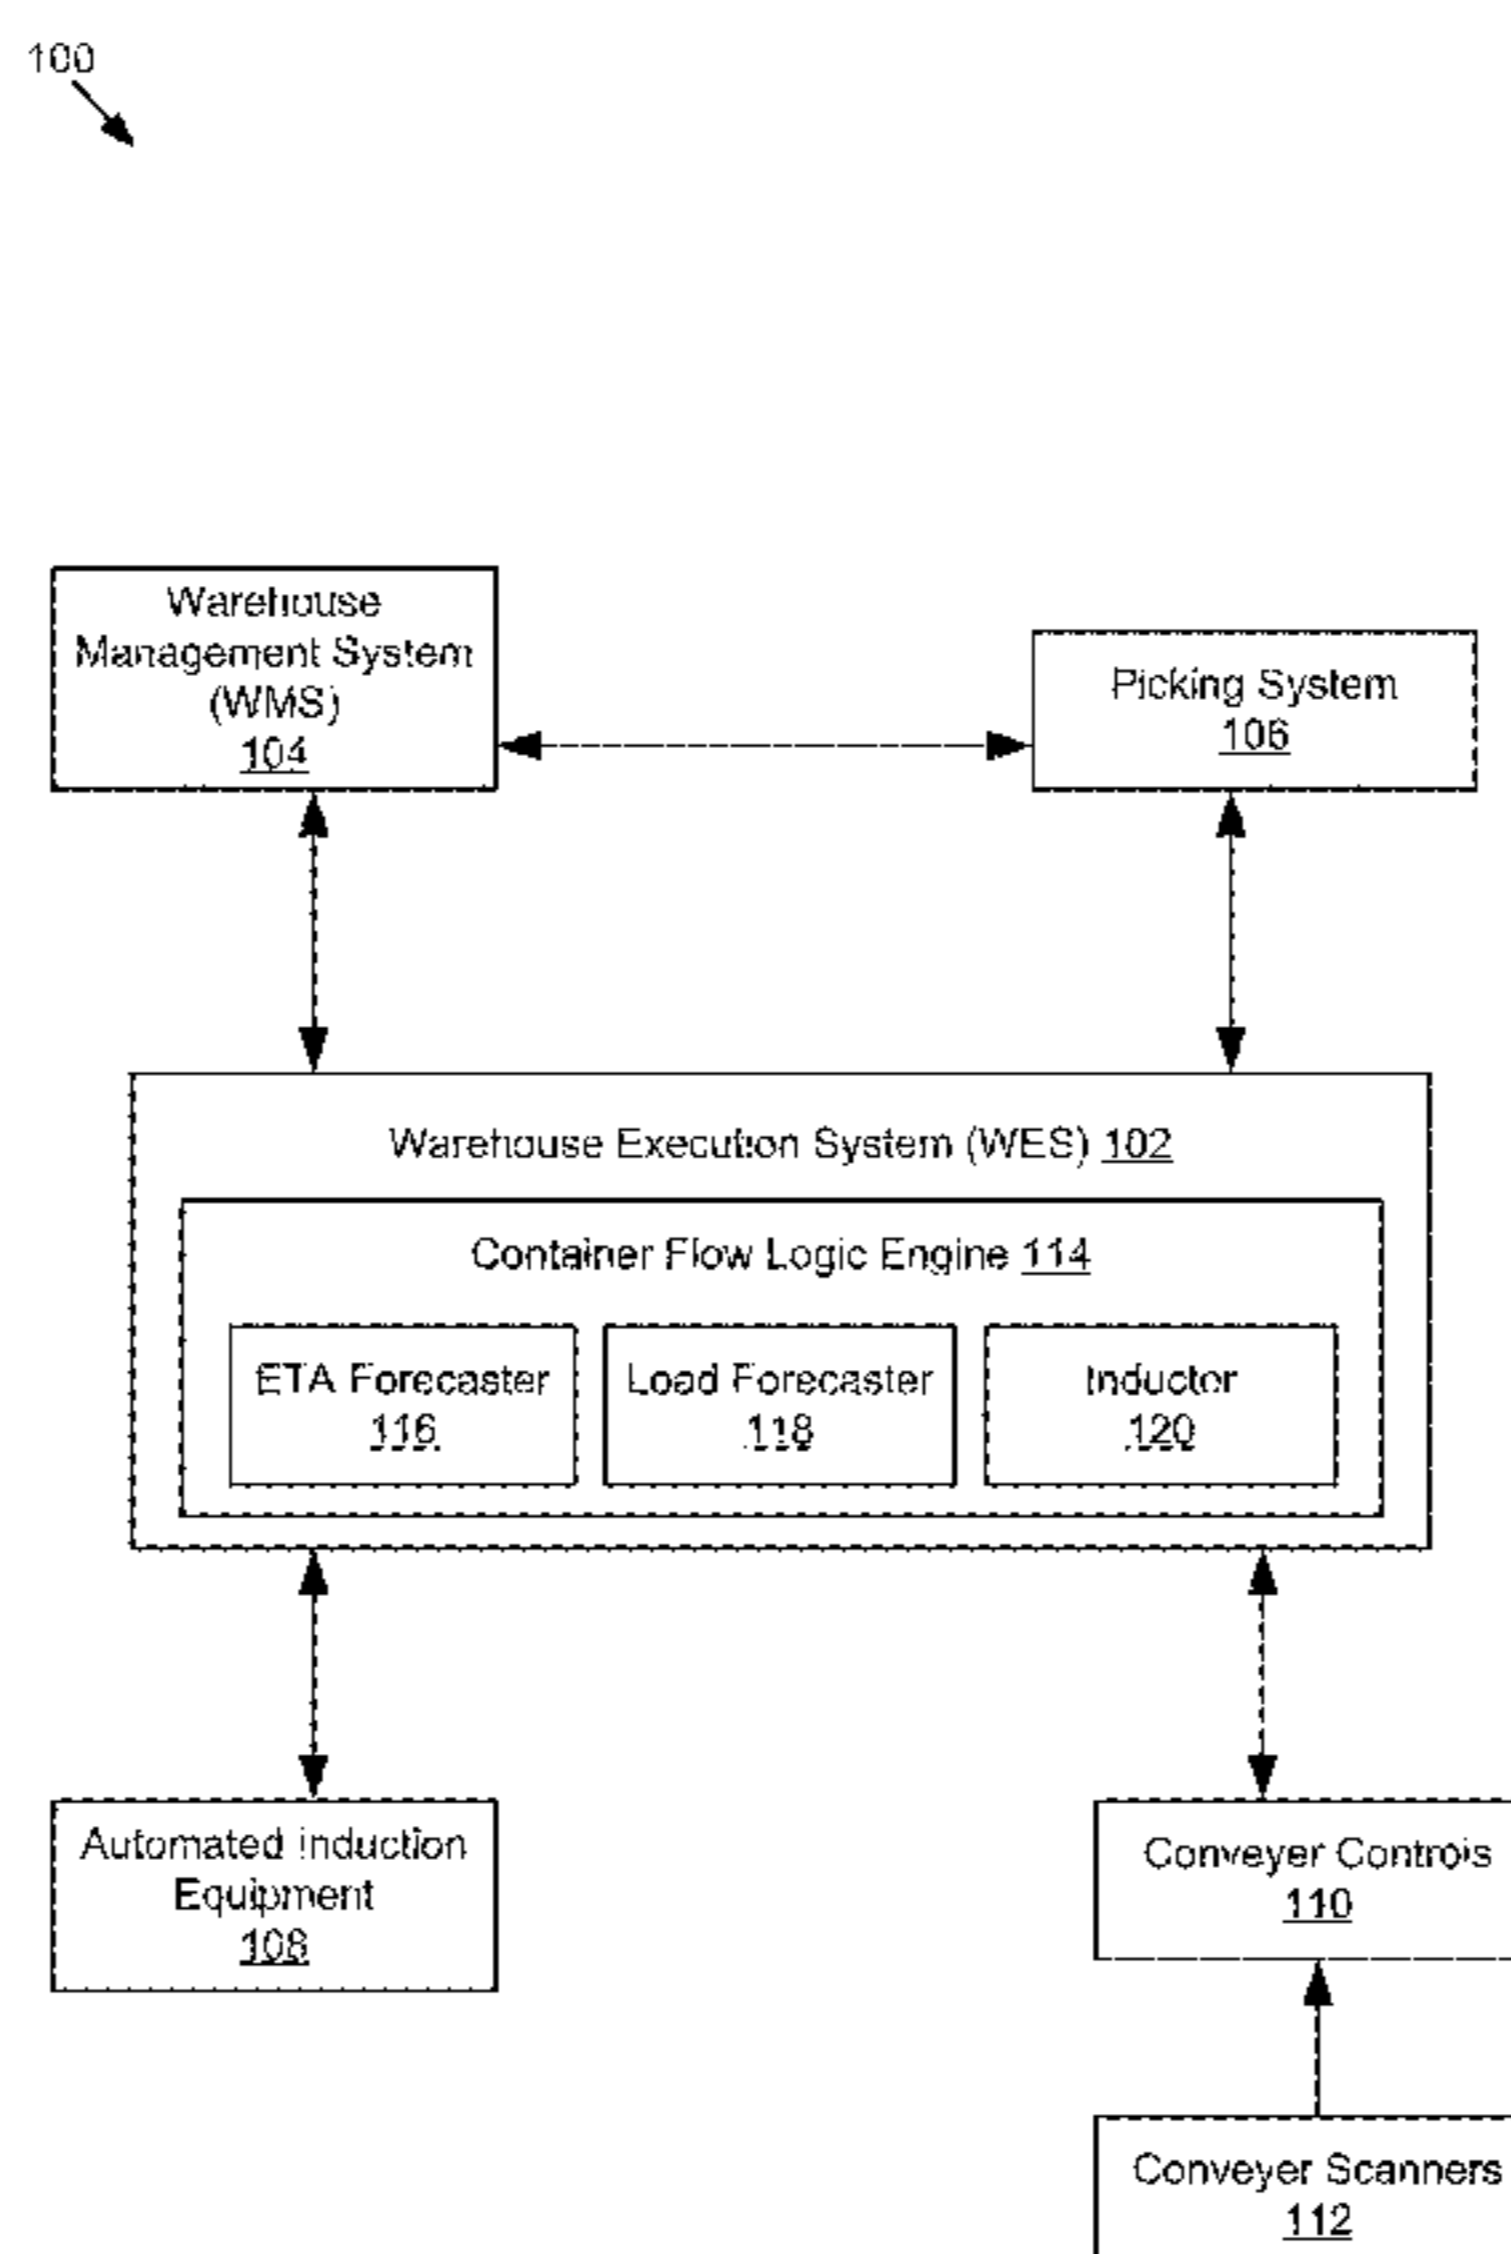 100
Warehouse
Management System
(WMS)
104
Picking System
106
Warehouse Execution System (WES) 102
Container Flow Logic Engine 114
ETA Forecaster
116
Load Forecaster
118
Inductor
120
Automated Induction
Equipment
108
Conveyer Controls
110
Conveyer Scanners
112